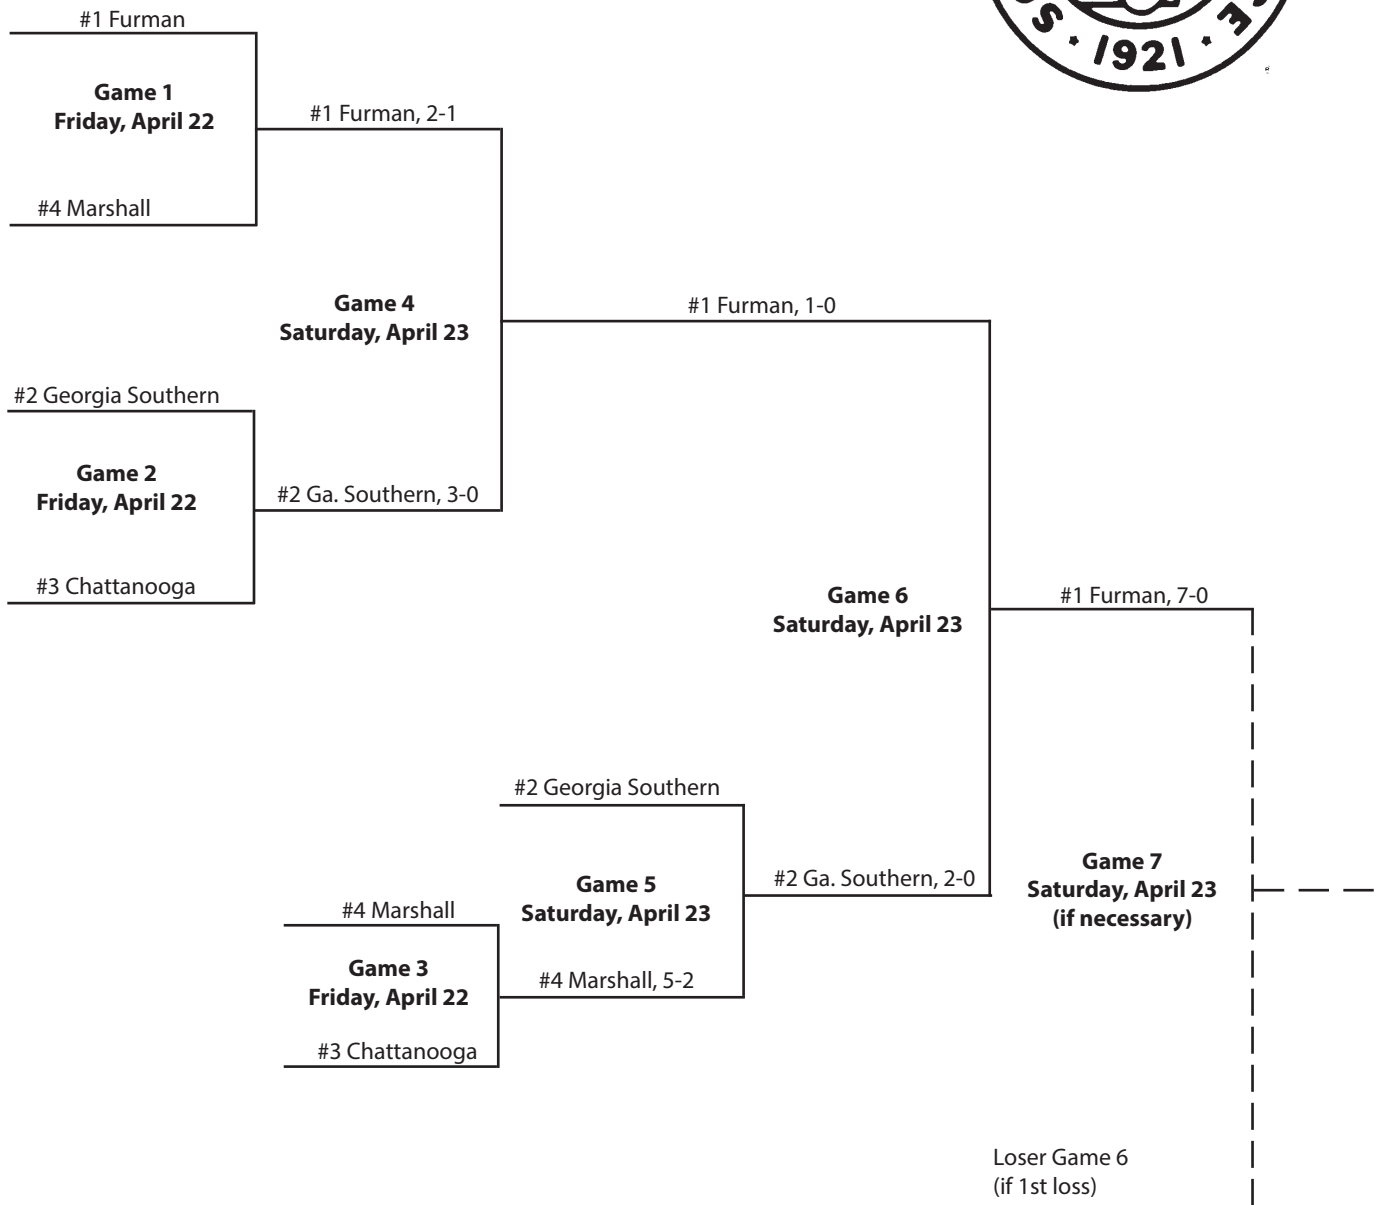 #1 Furman
SO · 1921 · SE
Game 1
Friday, April 22
#1 Furman, 2-1
#4 Marshall
Game 4
Saturday, April 23
#1 Furman, 1-0
#2 Georgia Southern
Game 2
Friday, April 22
#2 Ga. Southern, 3-0
#3 Chattanooga
Game 6
Saturday, April 23
#1 Furman, 7-0
#2 Georgia Southern
Game 5
Saturday, April 23
#2 Ga. Southern, 2-0
Game 7
Saturday, April 23
(if necessary)
#4 Marshall
Game 3
Friday, April 22
#4 Marshall, 5-2
#3 Chattanooga
Loser Game 6
(if 1st loss)